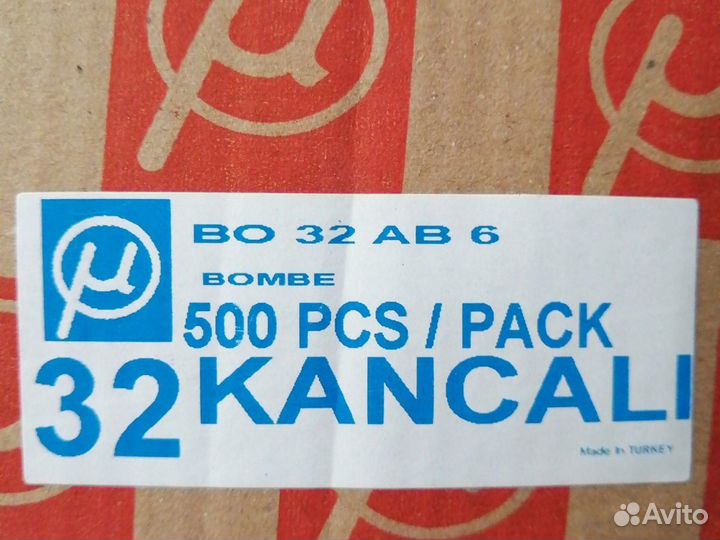 μ
μ
BO 32 AB 6
BOMBE
500 PCS / PACK
32 KANCALI
Made In TURKEY
Avito